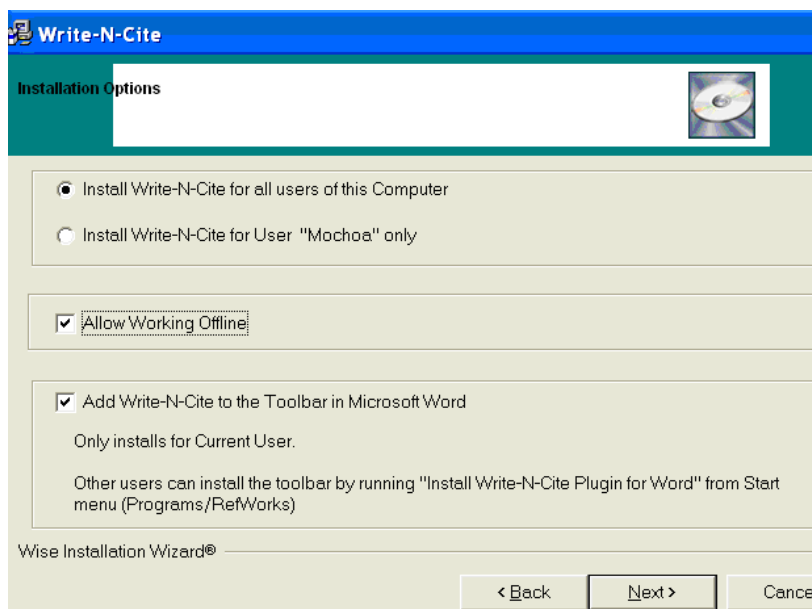 Write-N-Cite
Installation Options
Install Write-N-Cite for all users of this Computer
Install Write-N-Cite for User "Mochoa" only
Allow Working Offline
Add Write-N-Cite to the Toolbar in Microsoft Word
Only installs for Current User.
Other users can install the toolbar by running "Install Write-N-Cite Plugin for Word" from Start
menu (Programs/RefWorks)
Wise Installation Wizard®
< Back Next > Cance